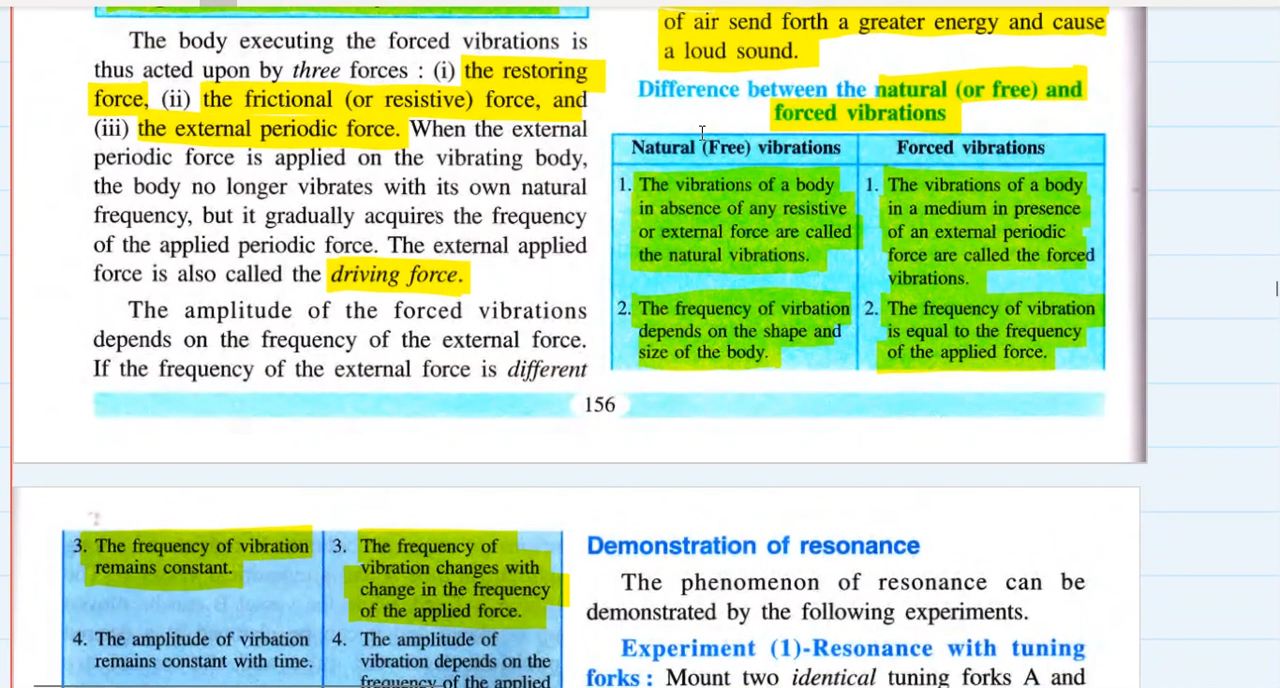 The body executing the forced vibrations is
thus acted upon by three forces : (i) the restoring
force, (ii) the frictional (or resistive) force, and
(iii) the external periodic force. When the external
periodic force is applied on the vibrating body,
the body no longer vibrates with its own natural
frequency, but it gradually acquires the frequency
of the applied periodic force. The external applied
force is also called the driving force.
The amplitude of the forced vibrations
depends on the frequency of the external force.
If the frequency of the external force is different
of air send forth a greater energy and cause
a loud sound.
Difference between the natural (or free) and
forced vibrations
Natural (Free) vibrations
1. The vibrations of a body
in absence of any resistive
or external force are called
the natural vibrations.
2. The frequency of virbation
depends on the shape and
size of the body.
Forced vibrations
1. The vibrations of a body
in a medium in presence
of an external periodic
force are called the forced
vibrations.
2. The frequency of vibration
is equal to the frequency
of the applied force.
156
3. The frequency of vibration
remains constant.
4. The amplitude of virbation
remains constant with time.
3. The frequency of
vibration changes with
change in the frequency
of the applied force.
4. The amplitude of
vibration depends on the
frequency of the applied
Demonstration of resonance
The phenomenon of resonance can be
demonstrated by the following experiments.
Experiment (1)-Resonance with tuning
forks : Mount two identical tuning forks A and